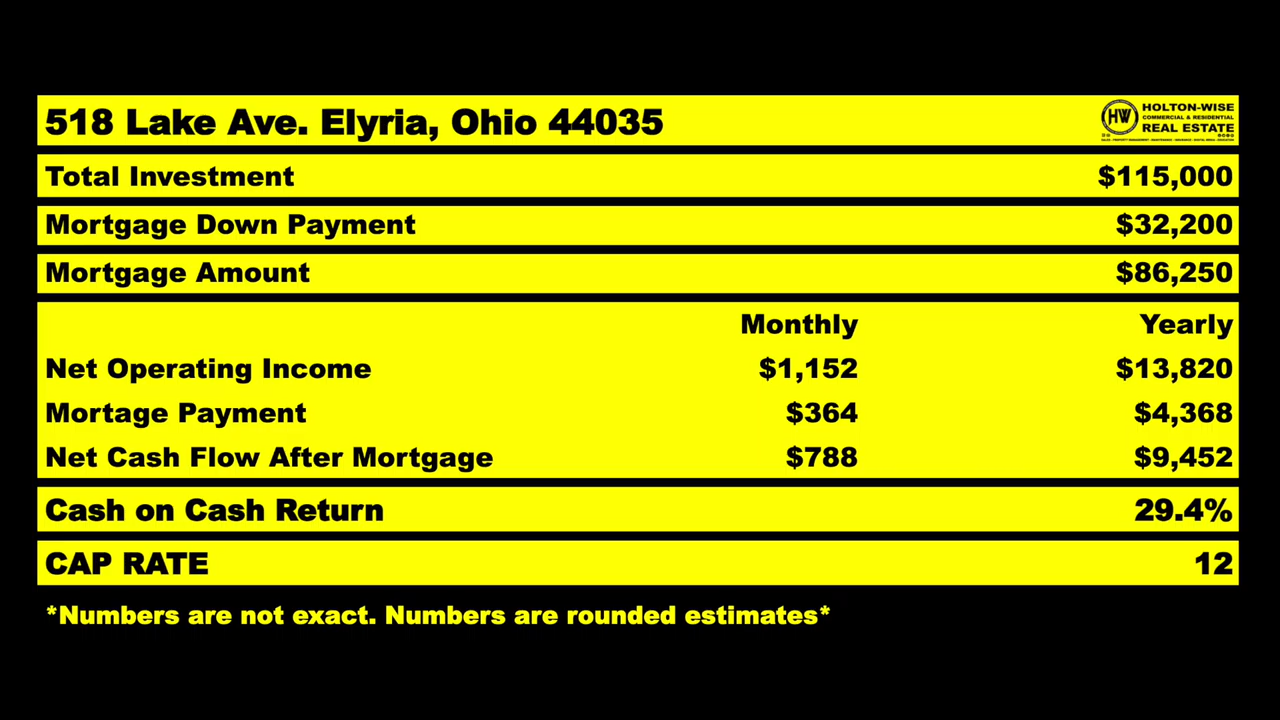 518 Lake Ave. Elyria, Ohio 44035
HW
HOLTON-WISE
COMMERCIAL & RESIDENTIAL
REAL ESTATE
Total Investment $115,000
Mortgage Down Payment $32,200
Mortgage Amount $86,250
Monthly Yearly
Net Operating Income $1,152 $13,820
Mortage Payment $364 $4,368
Net Cash Flow After Mortgage $788 $9,452
Cash on Cash Return 29.4%
CAP RATE 12
*Numbers are not exact. Numbers are rounded estimates*